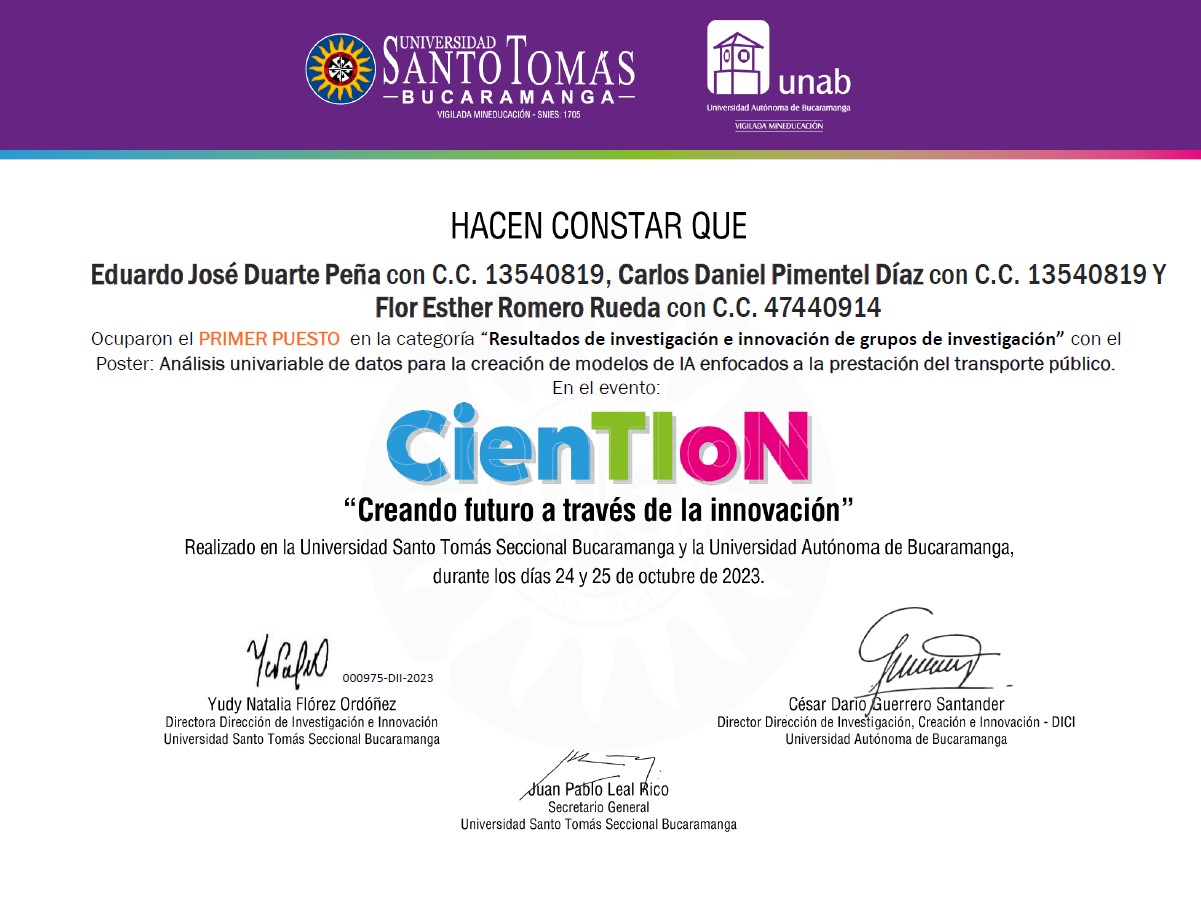 UNIVERSIDAD
SANTO TOMÁS
BUCARAMANGA
VIGILADA MINEDUCACIÓN - SNIES: 1705
unab
Universidad Autónoma de Bucaramanga
VIGILADA MINEDUCACIÓN
HACEN CONSTAR QUE
Eduardo José Duarte Peña con C.C. 13540819, Carlos Daniel Pimentel Díaz con C.C. 13540819 Y
Flor Esther Romero Rueda con C.C. 47440914
Ocuparon el PRIMER PUESTO en la categoría “Resultados de investigación e innovación de grupos de investigación” con el
Poster: Análisis univariable de datos para la creación de modelos de IA enfocados a la prestación del transporte público.
En el evento:
CienTIoN
“Creando futuro a través de la innovación”
Realizado en la Universidad Santo Tomás Seccional Bucaramanga y la Universidad Autónoma de Bucaramanga,
durante los días 24 y 25 de octubre de 2023.
000975-DII-2023
Yudy Natalia Flórez Ordóñez
Directora Dirección de Investigación e Innovación
Universidad Santo Tomás Seccional Bucaramanga
César Darío Guerrero Santander
Director Dirección de Investigación, Creación e Innovación - DICI
Universidad Autónoma de Bucaramanga
Juan Pablo Leal Rico
Secretario General
Universidad Santo Tomás Seccional Bucaramanga